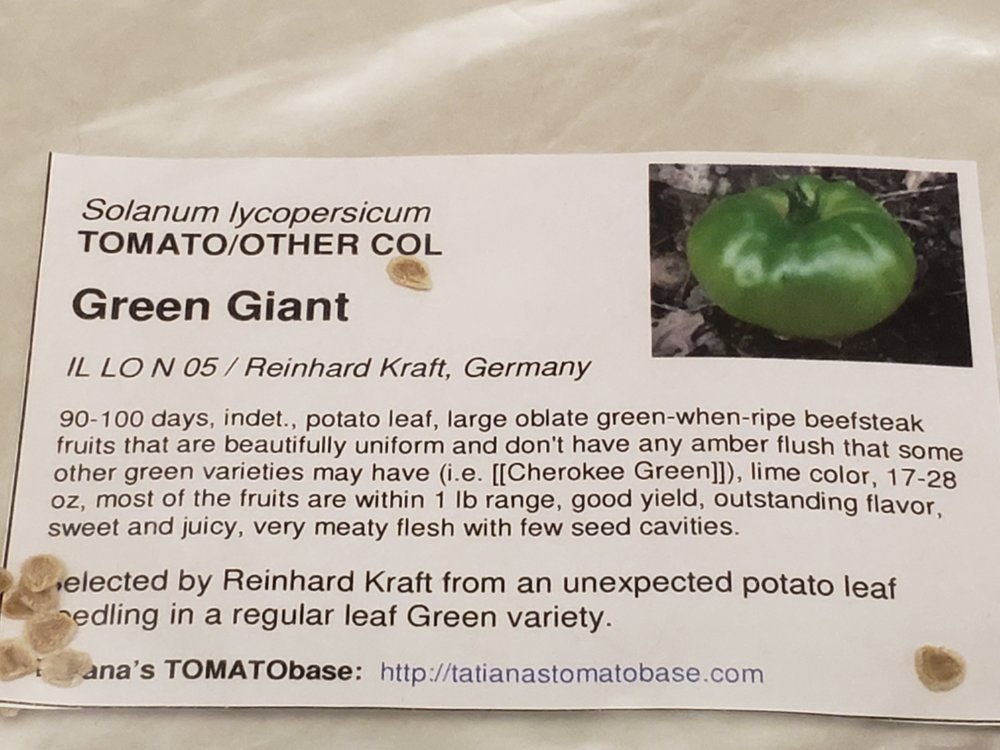 Solanum lycopersicum
TOMATO/OTHER COL
Green Giant
IL LO N 05 / Reinhard Kraft, Germany
90-100 days, indet., potato leaf, large oblate green-when-ripe beefsteak
fruits that are beautifully uniform and don't have any amber flush that some
other green varieties may have (i.e. [[Cherokee Green]]), lime color, 17-28
oz, most of the fruits are within 1 lb range, good yield, outstanding flavor,
sweet and juicy, very meaty flesh with few seed cavities.
elected by Reinhard Kraft from an unexpected potato leaf
eedling in a regular leaf Green variety.
ana's TOMATObase: http://tatianastomatobase.com